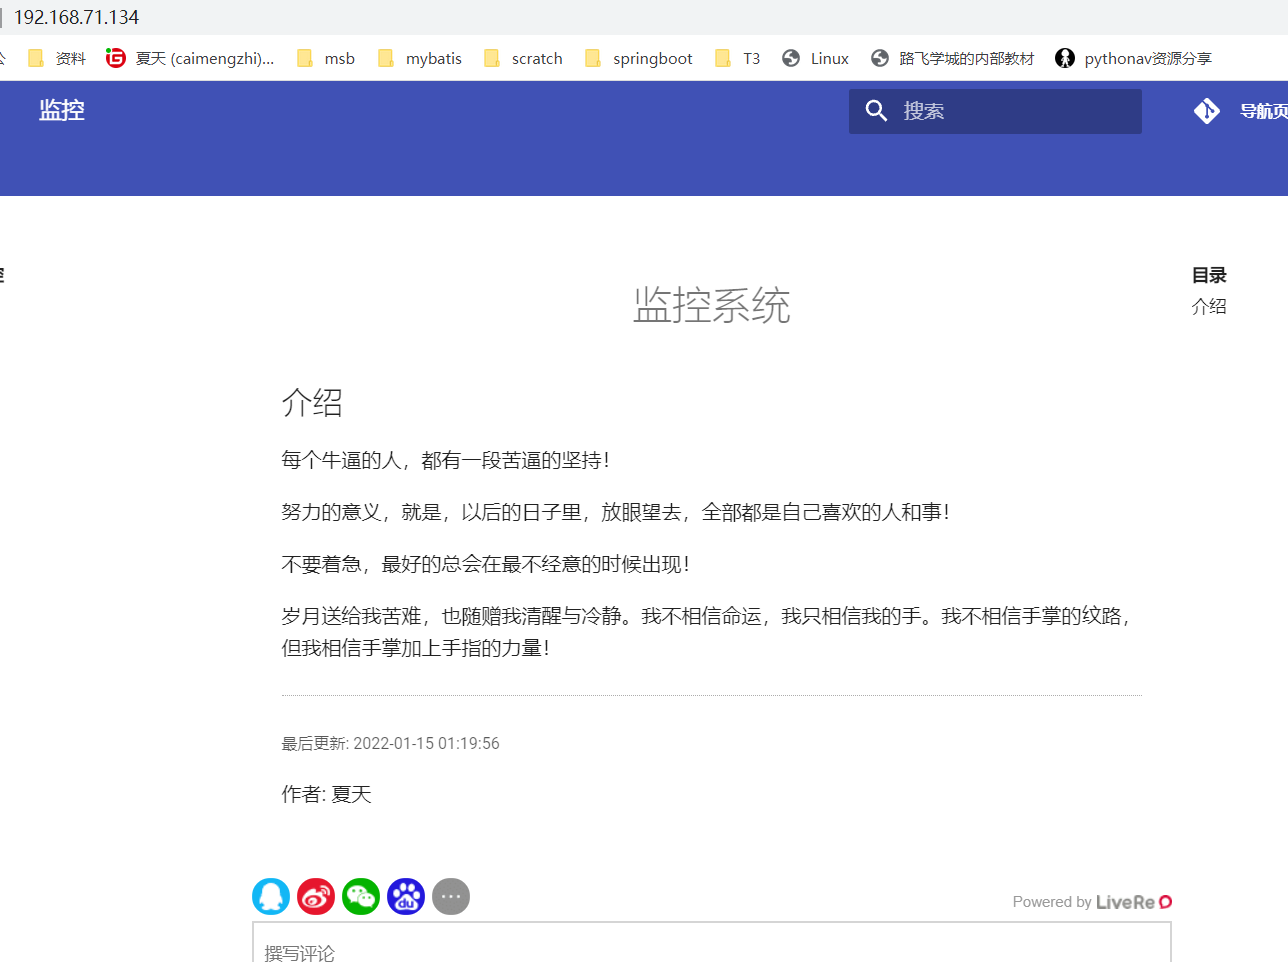 192.168.71.134
资料
夏天 (caimengzhi)...
msb
mybatis
scratch
springboot
T3
Linux
路飞学城的内部教材
pythonav资源分享
监控
搜索
导航页
目录
介绍
监控系统
介绍
每个牛逼的人，都有一段苦逼的坚持！
努力的意义，就是，以后的日子里，放眼望去，全部都是自己喜欢的人和事！
不要着急，最好的总会在最不经意的时候出现！
岁月送给我苦难，也随赠我清醒与冷静。我不相信命运，我只相信我的手。我不相信手掌的纹路，
但我相信手掌加上手指的力量！
最后更新: 2022-01-15 01:19:56
作者: 夏天
du
Powered by LiveRe
撰写评论